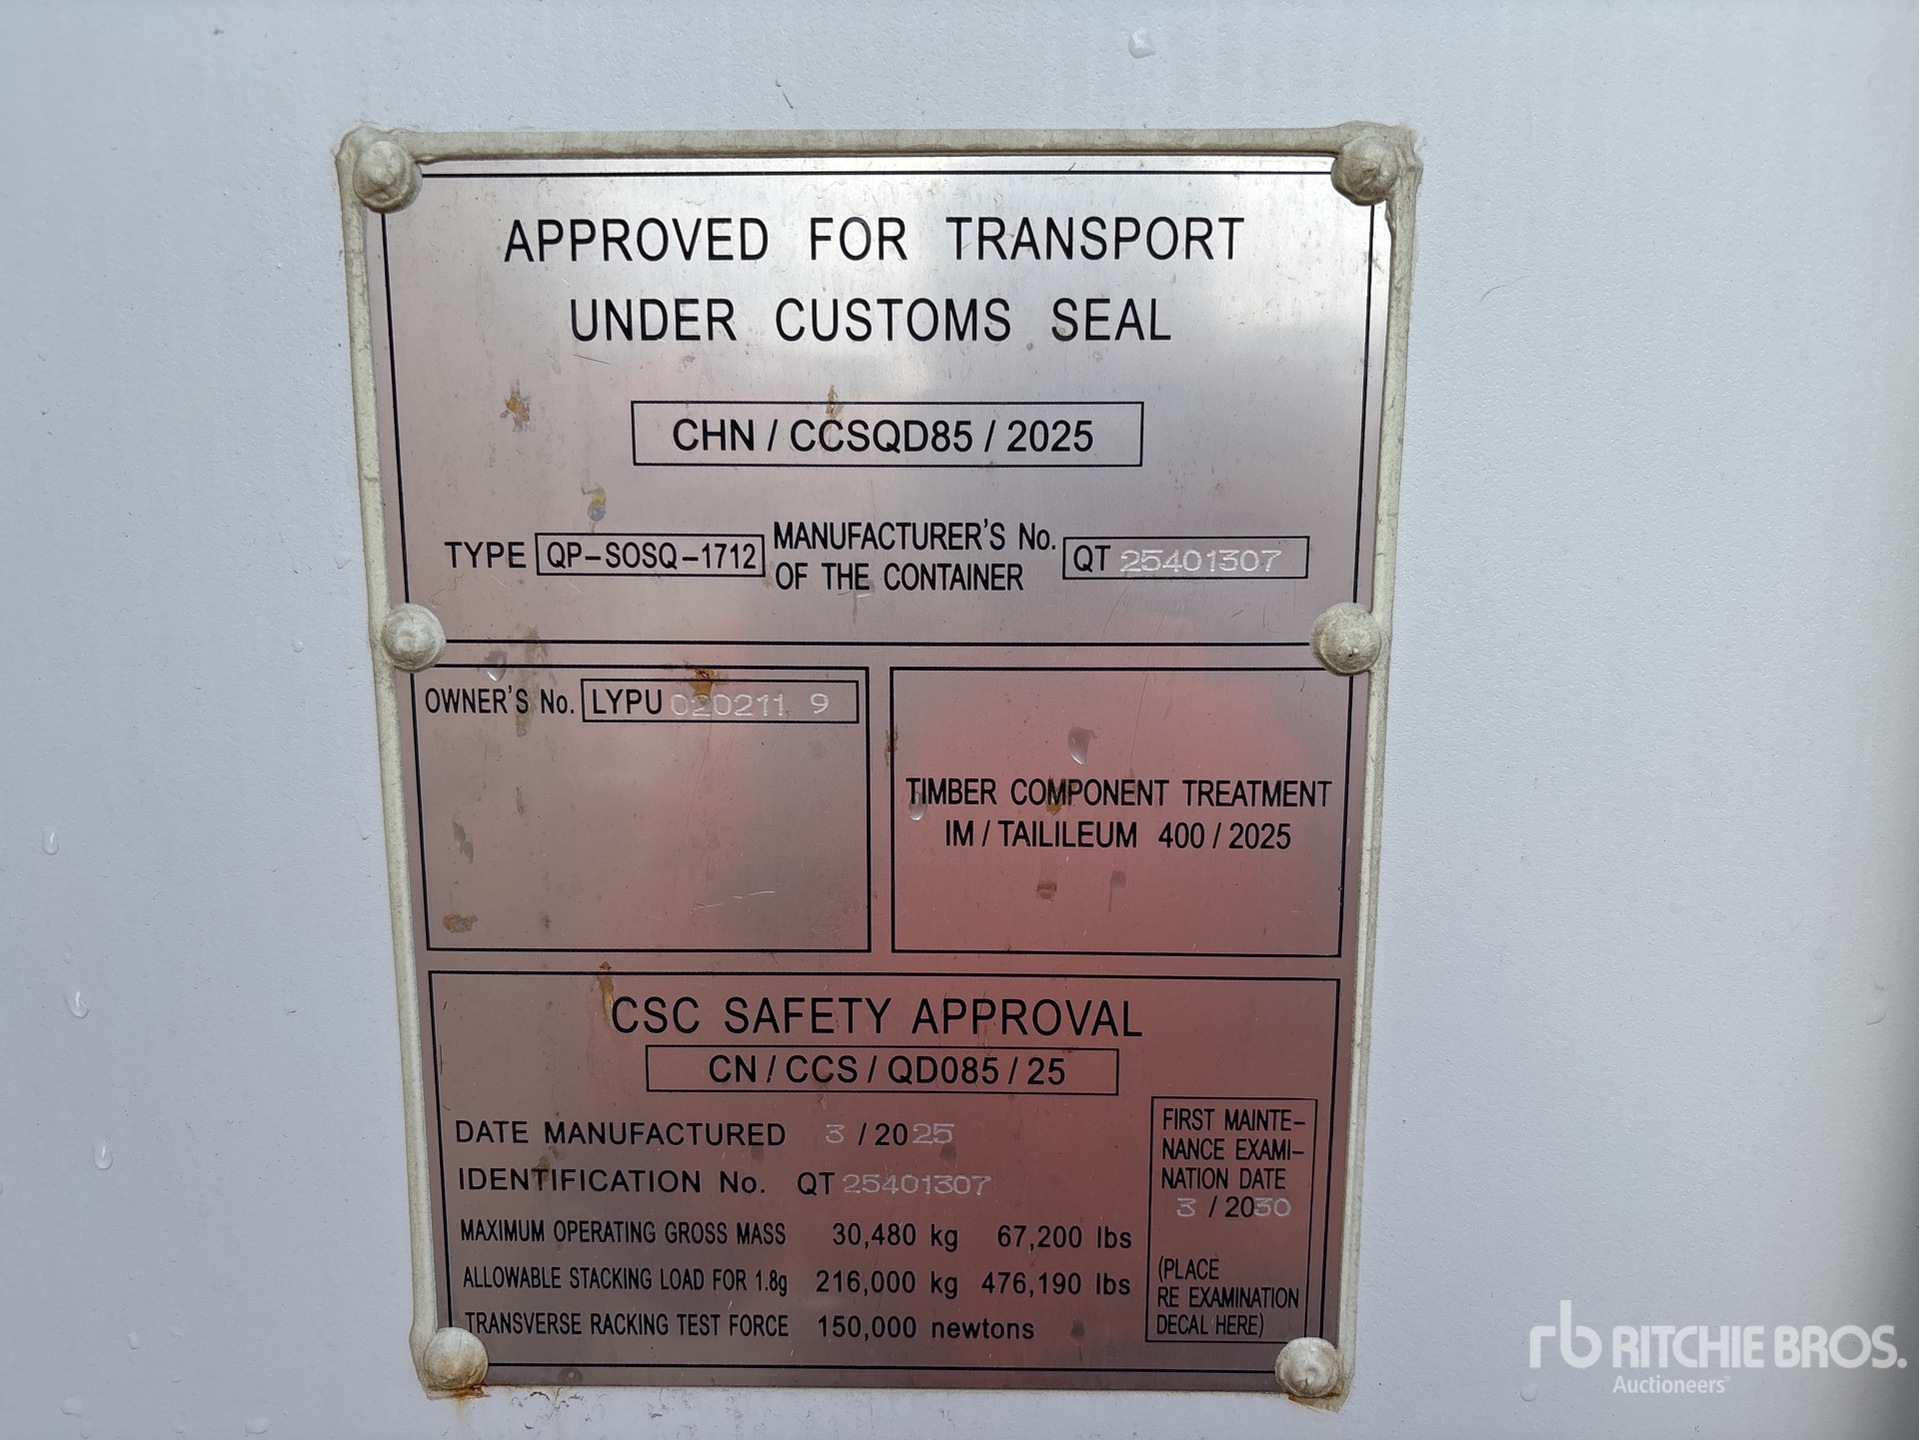 APPROVED FOR TRANSPORT
UNDER CUSTOMS SEAL
CHN / CCSQD85 / 2025
TYPE QP-SOSQ-1712 MANUFACTURER'S No. OF THE CONTAINER QT 25401307
OWNER'S No. LYPU 020211 9
TIMBER COMPONENT TREATMENT
IM / TAILILEUM 400 / 2025
CSC SAFETY APPROVAL
CN / CCS / QD085 / 25
DATE MANUFACTURED 3 / 2025
IDENTIFICATION No. QT 25401307
MAXIMUM OPERATING GROSS MASS 30,480 kg 67,200 lbs
ALLOWABLE STACKING LOAD FOR 1.8g 216,000 kg 476,190 lbs
TRANSVERSE RACKING TEST FORCE 150,000 newtons
FIRST MAINTE-
NANCE EXAMI-
NATION DATE
3 / 2030
(PLACE
RE EXAMINATION
DECAL HERE)
rb RITCHIE BROS.
Auctioneers